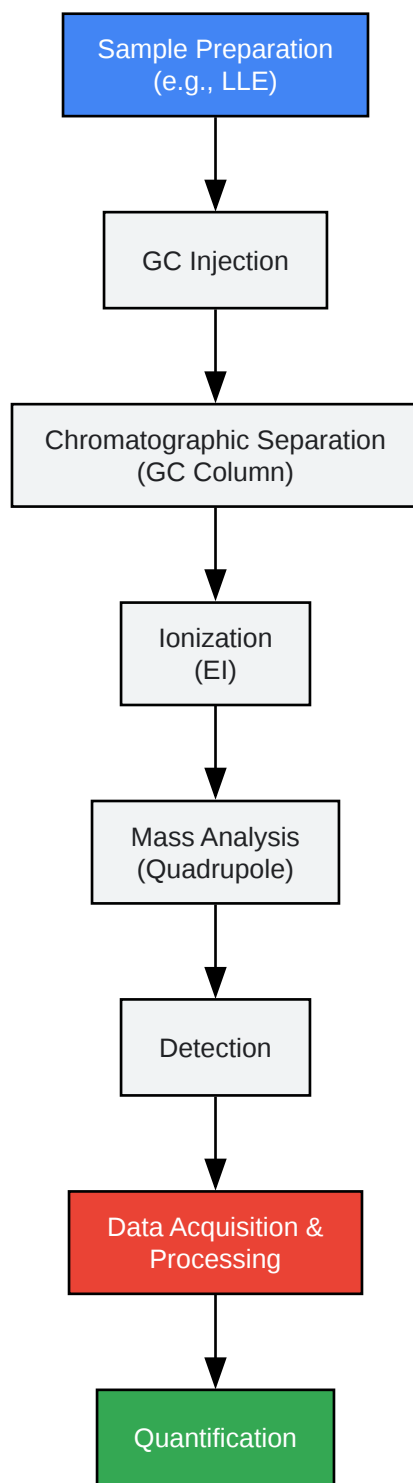 Sample Preparation
(e.g., LLE)
GC Injection
Chromatographic Separation
(GC Column)
Ionization
(EI)
Mass Analysis
(Quadrupole)
Detection
Data Acquisition &
Processing
Quantification